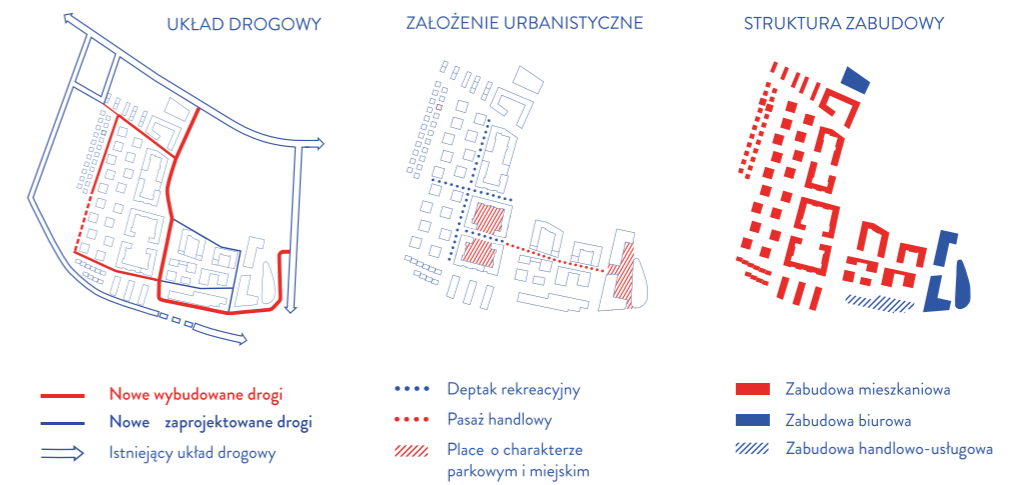 UKŁAD DROGOWY
Nowe wybudowane drogi
Nowe zaprojektowane drogi
Istniejący układ drogowy
ZAŁOŻENIE URBANISTYCZNE
Deptak rekreacyjny
Pasaż handlowy
Place o charakterze
parkowym i miejskim
STRUKTURA ZABUDOWY
Zabudowa mieszkaniowa
Zabudowa biurowa
Zabudowa handlowo-usługowa